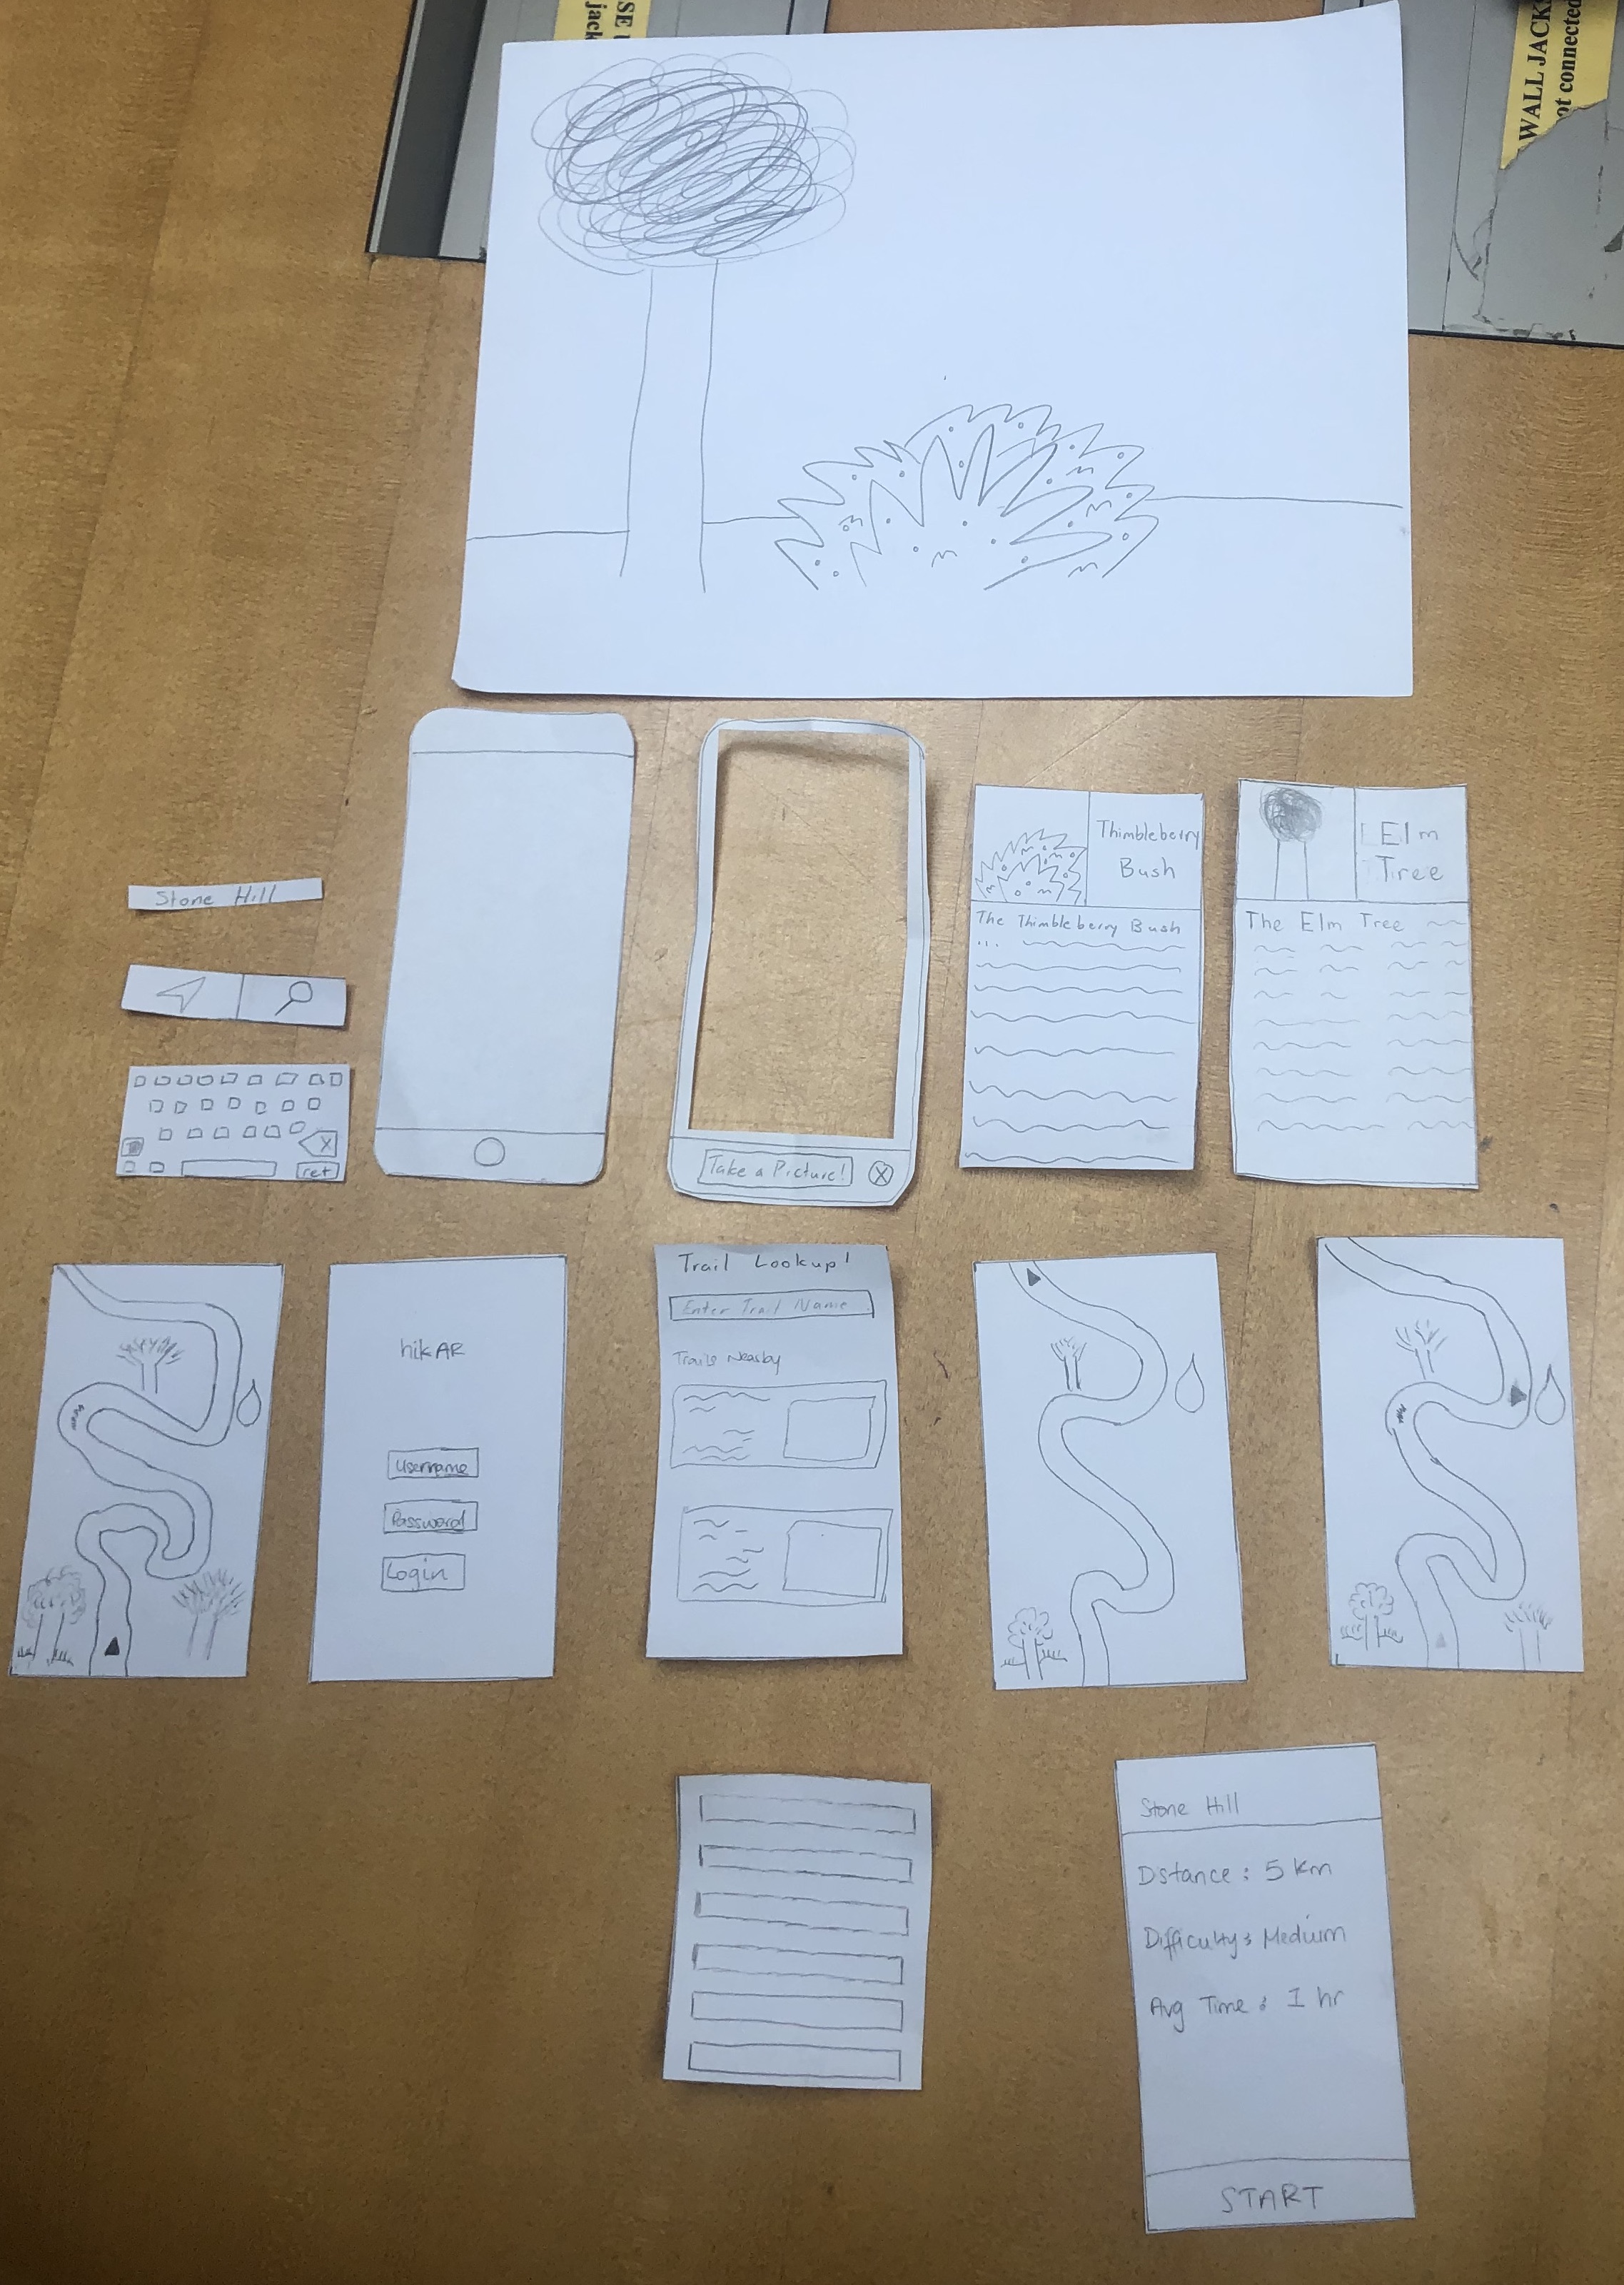 SE
jack
WALL JACK
ot connected
Stone Hill
ret
Take a Picture!
X
Thimbleberry
Bush
The Thimbleberry Bush
...
Elm
Tree
The Elm Tree
hikAR
Username
Password
Login
Trail Lookup!
Enter Trail Name
Trails Nearby
Stone Hill
Dstance : 5 km
Difficulty : Medium
Avg Time : 1 hr
START